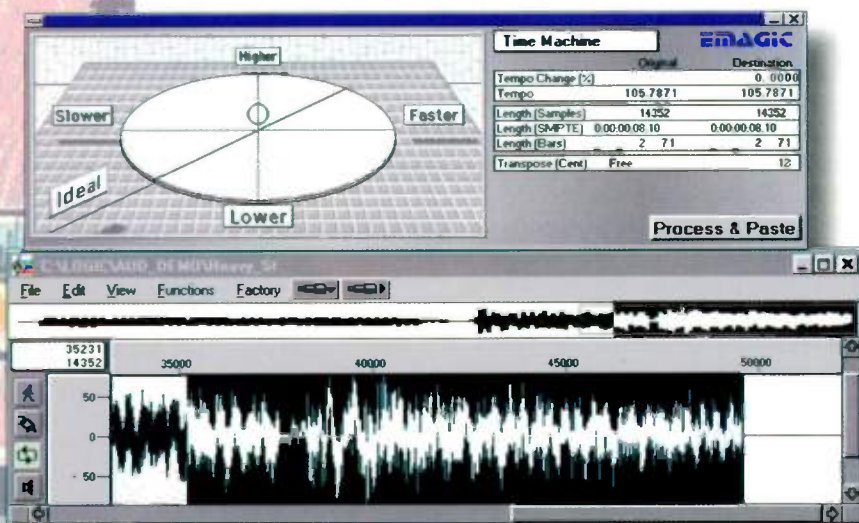 Time Machine
EMAGIC
Original Destination
Tempo Change (%) 0. 0000
Tempo 105.7871 105.7871
Length (Samples) 14352 14352
Length (SMPTE) 0:00:00:08.10 0:00:00:08.10
Length (Bars) _ _ 2 71 _ _ 2 71
Transpose (Cent) Free 12
Process & Paste
Higher
Slower
Faster
Ideal
Lower
C:\LOGIC\AUD_DEMO\Heavy_St
File Edit View Functions Factory
35231
14352
35000 40000 45000 50000
50
0
- 50